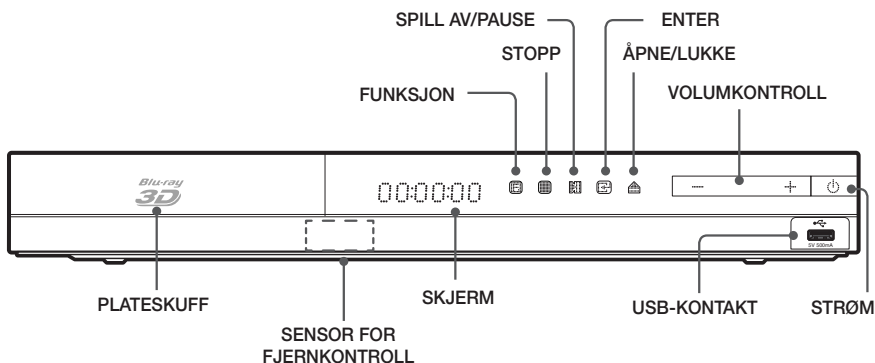 SPILL AV/PAUSE
ENTER
STOPP
ÅPNE/LUKKE
FUNKSJON
VOLUMKONTROLL
Blu-ray
3D
00:00:00
5V 500mA
PLATESKUFF
SKJERM
USB-KONTAKT
STRØM
SENSOR FOR
FJERNKONTROLL